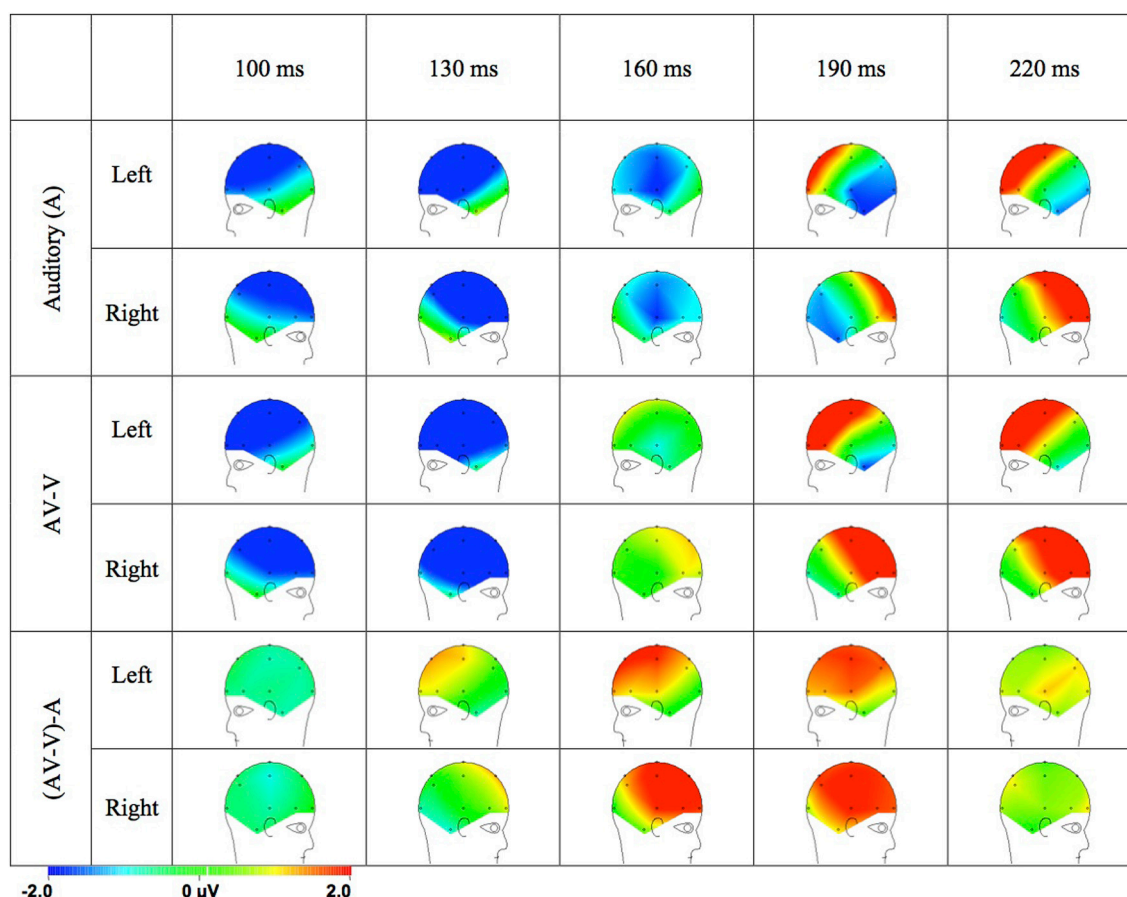 100 ms 130 ms 160 ms 190 ms 220 ms
Auditory (A)
Left
Right
AV-V
Left
Right
(AV-V)-A
Left
Right
-2.0 0 µV 2.0